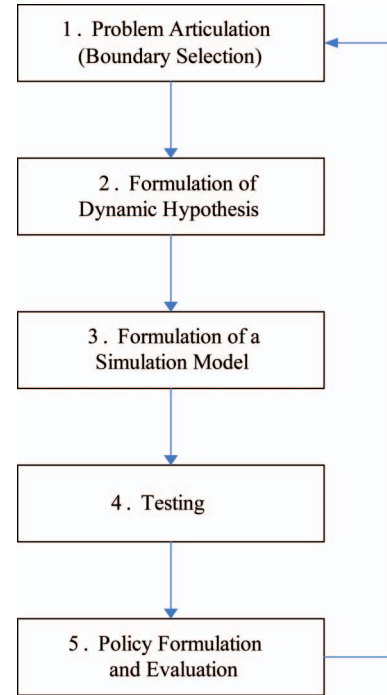 1. Problem Articulation
(Boundary Selection)
2. Formulation of
Dynamic Hypothesis
3. Formulation of a
Simulation Model
4. Testing
5. Policy Formulation
and Evaluation